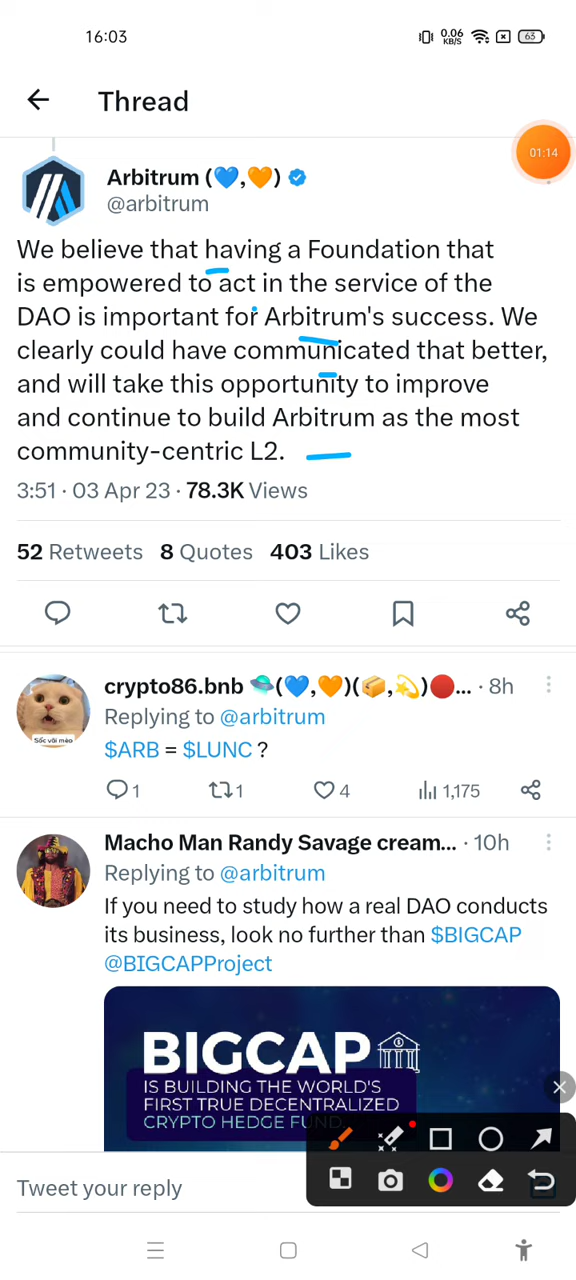 16:03
0.06
KB/S
63
Thread
01:14
Arbitrum (💙,🧡)
@arbitrum
We believe that having a Foundation that
is empowered to act in the service of the
DAO is important for Arbitrum's success. We
clearly could have communicated that better,
and will take this opportunity to improve
and continue to build Arbitrum as the most
community-centric L2.
3:51 · 03 Apr 23 · 78.3K Views
52 Retweets 8 Quotes 403 Likes
crypto86.bnb 🛸(💙,🧡)(📦,💫)🔴... · 8h
Replying to @arbitrum
$ARB = $LUNC ?
Sốc vãi mèo
1 1 4 1,175
Macho Man Randy Savage cream... · 10h
Replying to @arbitrum
If you need to study how a real DAO conducts
its business, look no further than $BIGCAP
@BIGCAPProject
BIGCAP
IS BUILDING THE WORLD'S
FIRST TRUE DECENTRALIZED
CRYPTO HEDGE FUND
Tweet your reply